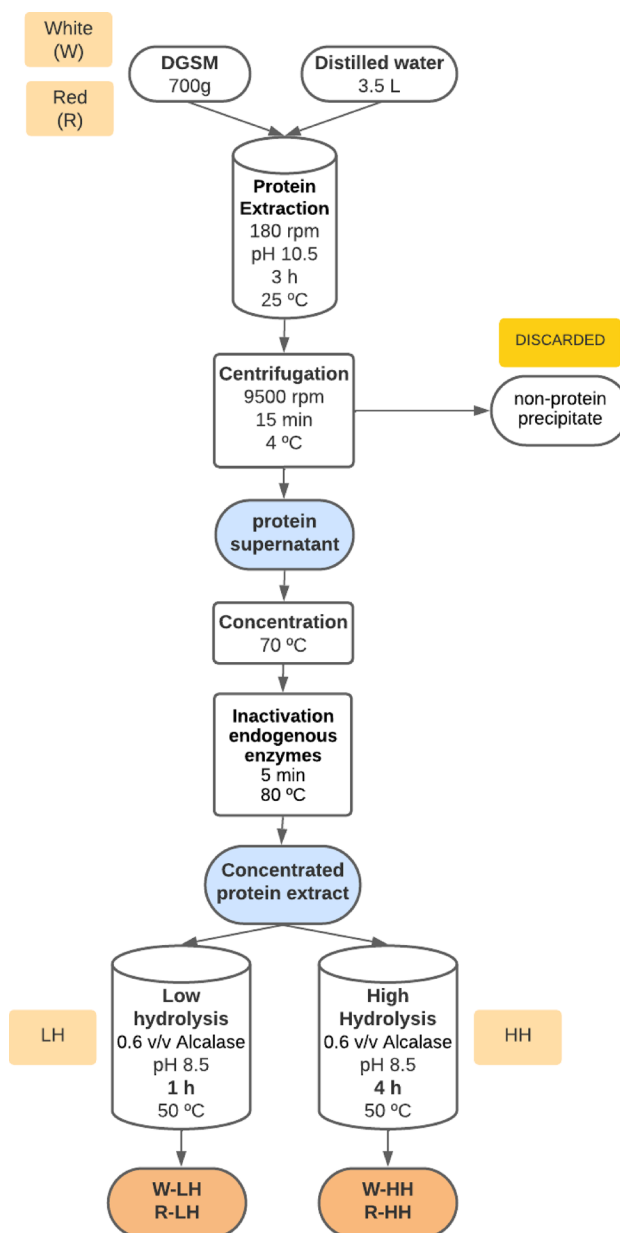 White
(W)
DGSM
700g
Distilled water
3.5 L
Red
(R)
Protein
Extraction
180 rpm
pH 10.5
3 h
25 ºC
DISCARDED
Centrifugation
9500 rpm
15 min
4 ºC
non-protein
precipitate
protein
supernatant
Concentration
70 ºC
Inactivation
endogenous
enzymes
5 min
80 ºC
Concentrated
protein extract
LH
Low
hydrolysis
0.6 v/v Alcalase
pH 8.5
1 h
50 ºC
High
Hydrolysis
0.6 v/v Alcalase
pH 8.5
4 h
50 ºC
HH
W-LH
R-LH
W-HH
R-HH